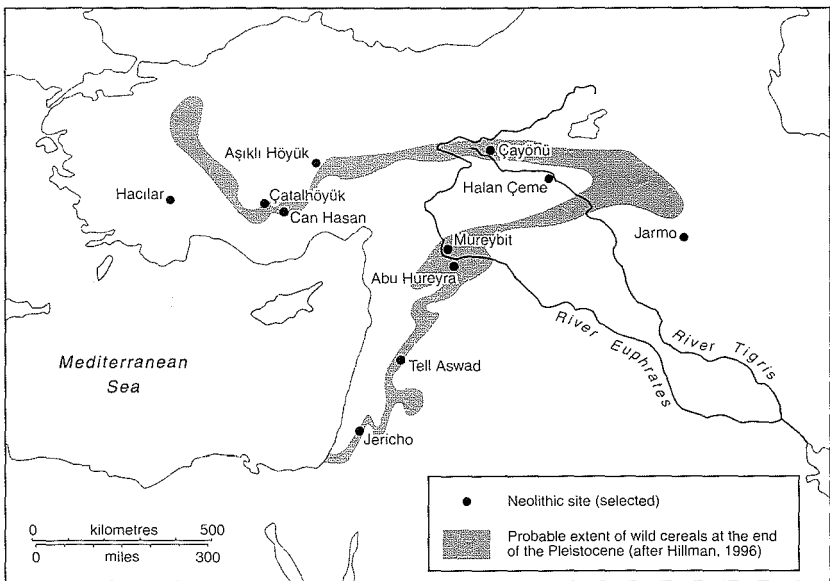 Aşıklı Höyük
Çayönü
Halan Çeme
Hacılar
Çatalhöyük
Can Hasan
Jarmo
Mureybit
Abu Hureyra
River Euphrates
River Tigris
Mediterranean
Sea
Tell Aswad
Jericho
Neolithic site (selected)
Probable extent of wild cereals at the end
of the Pleistocene (after Hillman, 1996)
0 kilometres 500
0 miles 300